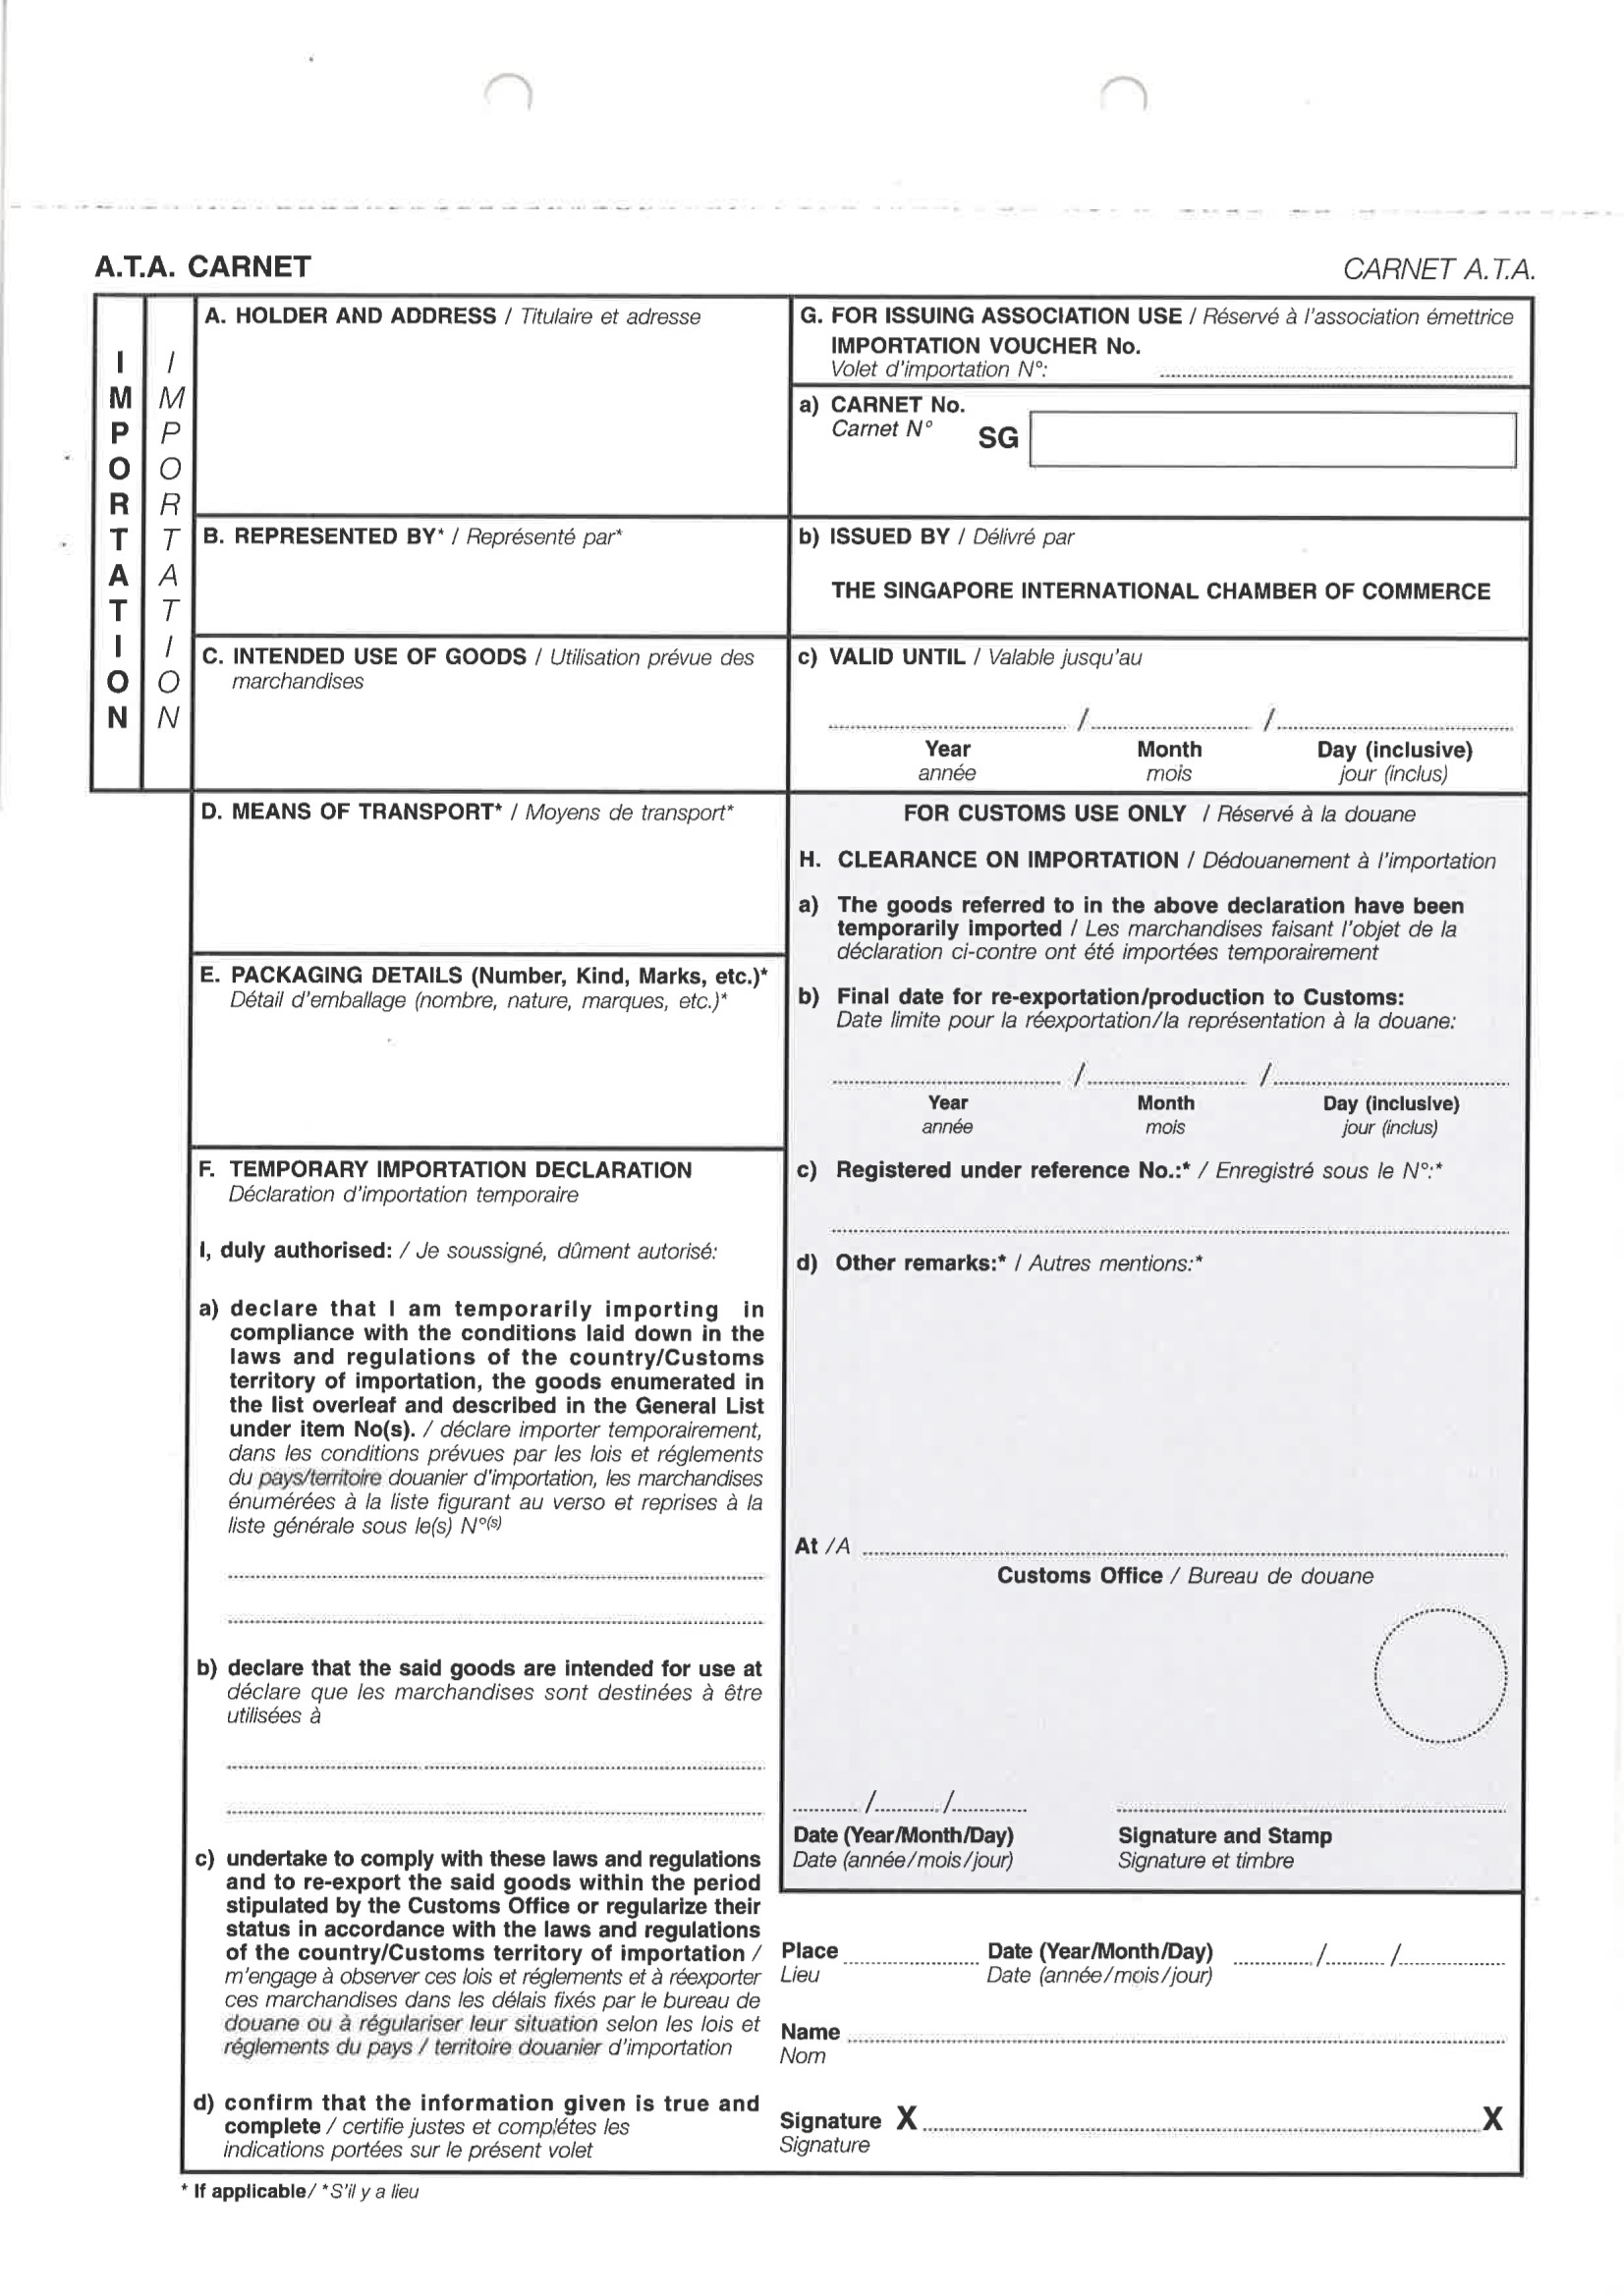 A.T.A. CARNET
CARNET A.T.A.
IMPORTATION
IMPORTATION
A. HOLDER AND ADDRESS / Titulaire et adresse
G. FOR ISSUING ASSOCIATION USE / Réservé à l'association émettrice
IMPORTATION VOUCHER No.
Volet d'importation N°:
a) CARNET No.
Carnet N°
SG
B. REPRESENTED BY* / Représenté par*
b) ISSUED BY / Délivré par
THE SINGAPORE INTERNATIONAL CHAMBER OF COMMERCE
C. INTENDED USE OF GOODS / Utilisation prévue des
marchandises
c) VALID UNTIL / Valable jusqu'au
/ /
Year Month Day (inclusive)
année mois jour (inclus)
D. MEANS OF TRANSPORT* / Moyens de transport*
E. PACKAGING DETAILS (Number, Kind, Marks, etc.)*
Détail d'emballage (nombre, nature, marques, etc.)*
F. TEMPORARY IMPORTATION DECLARATION
Déclaration d'importation temporaire
I, duly authorised: / Je soussigné, dûment autorisé:
a) declare that I am temporarily importing in
compliance with the conditions laid down in the
laws and regulations of the country/Customs
territory of importation, the goods enumerated in
the list overleaf and described in the General List
under item No(s). / déclare importer temporairement,
dans les conditions prévues par les lois et réglements
du pays/territoire douanier d'importation, les marchandises
énumérées à la liste figurant au verso et reprises à la
liste générale sous le(s) N°(s)
b) declare that the said goods are intended for use at
déclare que les marchandises sont destinées à être
utilisées à
c) undertake to comply with these laws and regulations
and to re-export the said goods within the period
stipulated by the Customs Office or regularize their
status in accordance with the laws and regulations
of the country/Customs territory of importation /
m'engage à observer ces lois et réglements et à réexporter
ces marchandises dans les délais fixés par le bureau de
douane ou à régulariser leur situation selon les lois et
réglements du pays / territoire douanier d'importation
d) confirm that the information given is true and
complete / certifie justes et complétes les
indications portées sur le présent volet
FOR CUSTOMS USE ONLY / Réservé à la douane
H. CLEARANCE ON IMPORTATION / Dédouanement à l'importation
a) The goods referred to in the above declaration have been
temporarily imported / Les marchandises faisant l'objet de la
déclaration ci-contre ont été importées temporairement
b) Final date for re-exportation/production to Customs:
Date limite pour la réexportation/la représentation à la douane:
/ /
Year Month Day (inclusive)
année mois jour (inclus)
c) Registered under reference No.:* / Enregistré sous le N°:*
d) Other remarks:* / Autres mentions:*
At / A
Customs Office / Bureau de douane
/ /
Date (Year/Month/Day) Signature and Stamp
Date (année/mois/jour) Signature et timbre
Place Date (Year/Month/Day) / /
Lieu Date (année/mois/jour)
Name
Nom
Signature X X
Signature
* If applicable / *S'il y a lieu